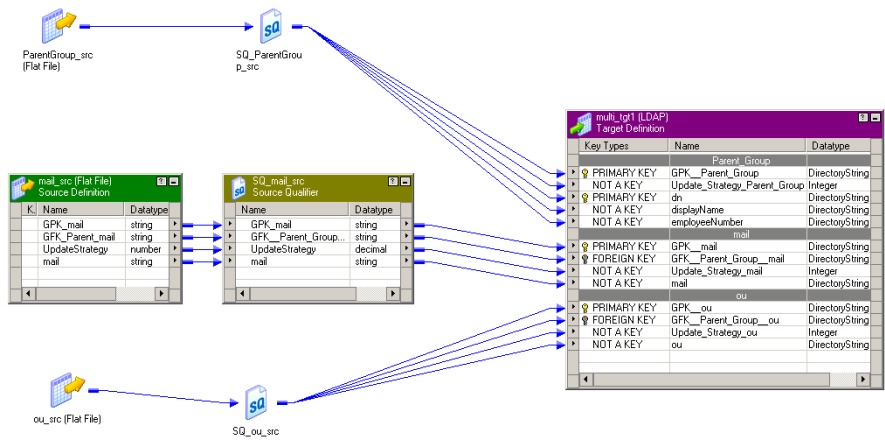 ParentGroup_src
(Flat File)
SQ
SQ_ParentGrou
p_src
mail_src (Flat File)
Source Definition
K. Name Datatype
GPK_mail string
GFK_Parent_mail string
UpdateStrategy number
mail string
SQ
SQ_mail_src
Source Qualifier
Name Datatype
GPK_mail string
GFK__Parent_Group... string
UpdateStrategy decimal
mail string
multi_tgt1 (LDAP)
Target Definition
Key Types Name Datatype
Parent_Group
PRIMARY KEY GPK__Parent_Group DirectoryString
NOT A KEY Update_Strategy_Parent_Group Integer
PRIMARY KEY dn DirectoryString
NOT A KEY displayName DirectoryString
NOT A KEY employeeNumber DirectoryString
mail
PRIMARY KEY GPK__mail DirectoryString
FOREIGN KEY GFK__Parent_Group__mail DirectoryString
NOT A KEY Update_Strategy_mail Integer
NOT A KEY mail DirectoryString
ou
PRIMARY KEY GPK__ou DirectoryString
FOREIGN KEY GFK__Parent_Group__ou DirectoryString
NOT A KEY Update_Strategy_ou Integer
NOT A KEY ou DirectoryString
ou_src (Flat File)
SQ
SQ_ou_src